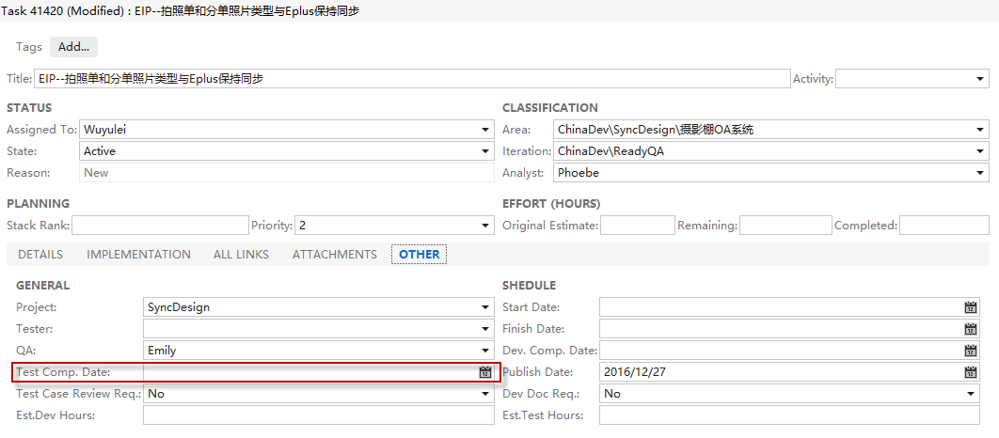 Task 41420 (Modified) : EIP--拍照单和分单照片类型与Eplus保持同步
Tags Add...
Title: EIP--拍照单和分单照片类型与Eplus保持同步 Activity:
STATUS CLASSIFICATION
Assigned To: Wuyulei Area: ChinaDev\SyncDesign\摄影棚OA系统
State: Active Iteration: ChinaDev\ReadyQA
Reason: New Analyst: Phoebe
PLANNING EFFORT (HOURS)
Stack Rank: Priority: 2 Original Estimate: Remaining: Completed:
DETAILS IMPLEMENTATION ALL LINKS ATTACHMENTS OTHER
GENERAL SHEDULE
Project: SyncDesign Start Date:
Tester: Finish Date:
QA: Emily Dev. Comp. Date:
Test Comp. Date: Publish Date: 2016/12/27
Test Case Review Req.: No Dev Doc Req.: No
Est.Dev Hours: Est.Test Hours: